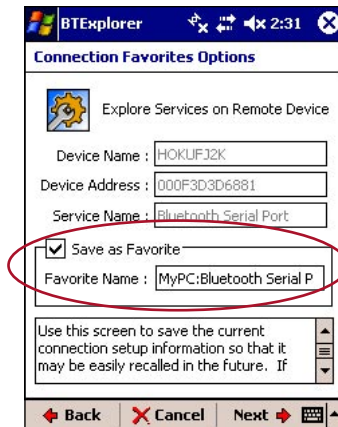 BTExplorer 2:31
Connection Favorites Options
Explore Services on Remote Device
Device Name : HOKUFJ2K
Device Address : 000F3D3D6881
Service Name : Bluetooth Serial Port
Save as Favorite
Favorite Name : MyPC:Bluetooth Serial P
Use this screen to save the current
connection setup information so that it
may be easily recalled in the future. If
Back Cancel Next